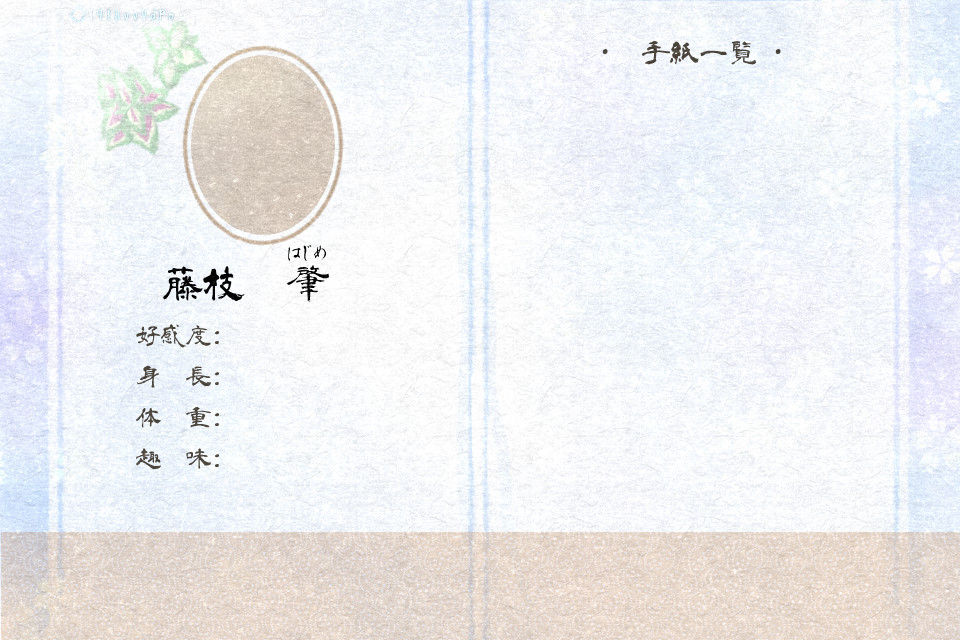 ・ 手紙一覧 ・
はじめ
藤枝 肇
好感度:
身 長:
体 重:
趣 味: